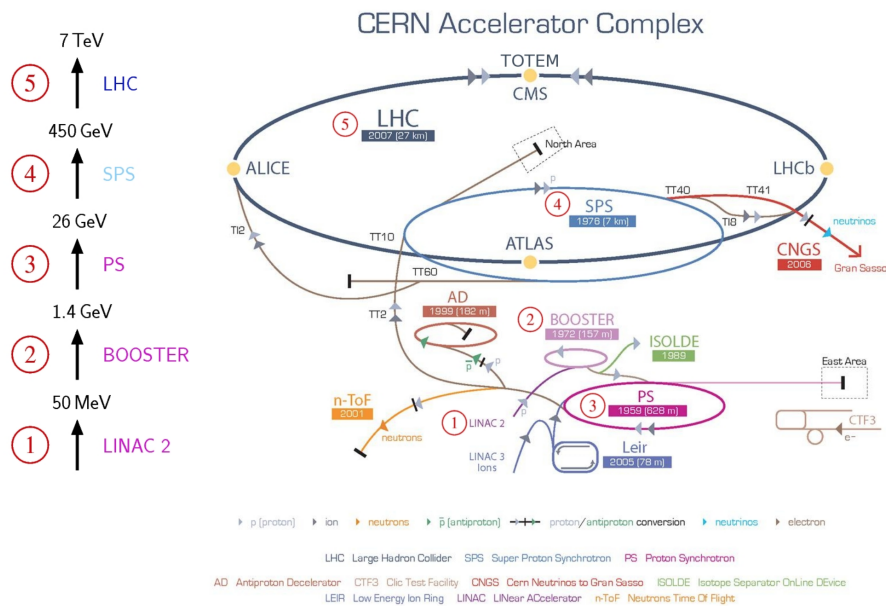 CERN Accelerator Complex
7 TeV
5
LHC
450 GeV
4
SPS
26 GeV
3
PS
1.4 GeV
2
BOOSTER
50 MeV
1
LINAC 2
TOTEM
CMS
5
LHC
2007 (27 km)
North Area
ALICE
LHCb
p
TT40
TT41
4
SPS
1976 (7 km)
TI8
TI2
TT10
ATLAS
CNGS
2006
neutrinos
Gran Sasso
TT60
AD
1999 (182 m)
TT2
2
BOOSTER
1972 (157 m)
ISOLDE
1989
p
p̅
East Area
n-ToF
2001
neutrons
1
LINAC 2
p
3
PS
1959 (628 m)
CTF3
e-
LINAC 3
Ions
Leir
2005 (78 m)
p (proton) ion neutrons p̅ (antiproton) proton/antiproton conversion neutrinos electron
LHC Large Hadron Collider SPS Super Proton Synchrotron PS Proton Synchrotron
AD Antiproton Decelerator CTF3 Clic Test Facility CNGS Cern Neutrinos to Gran Sasso ISOLDE Isotope Separator OnLine DEvice
LEIR Low Energy Ion Ring LINAC LINear ACcelerator n-ToF Neutrons Time Of Flight